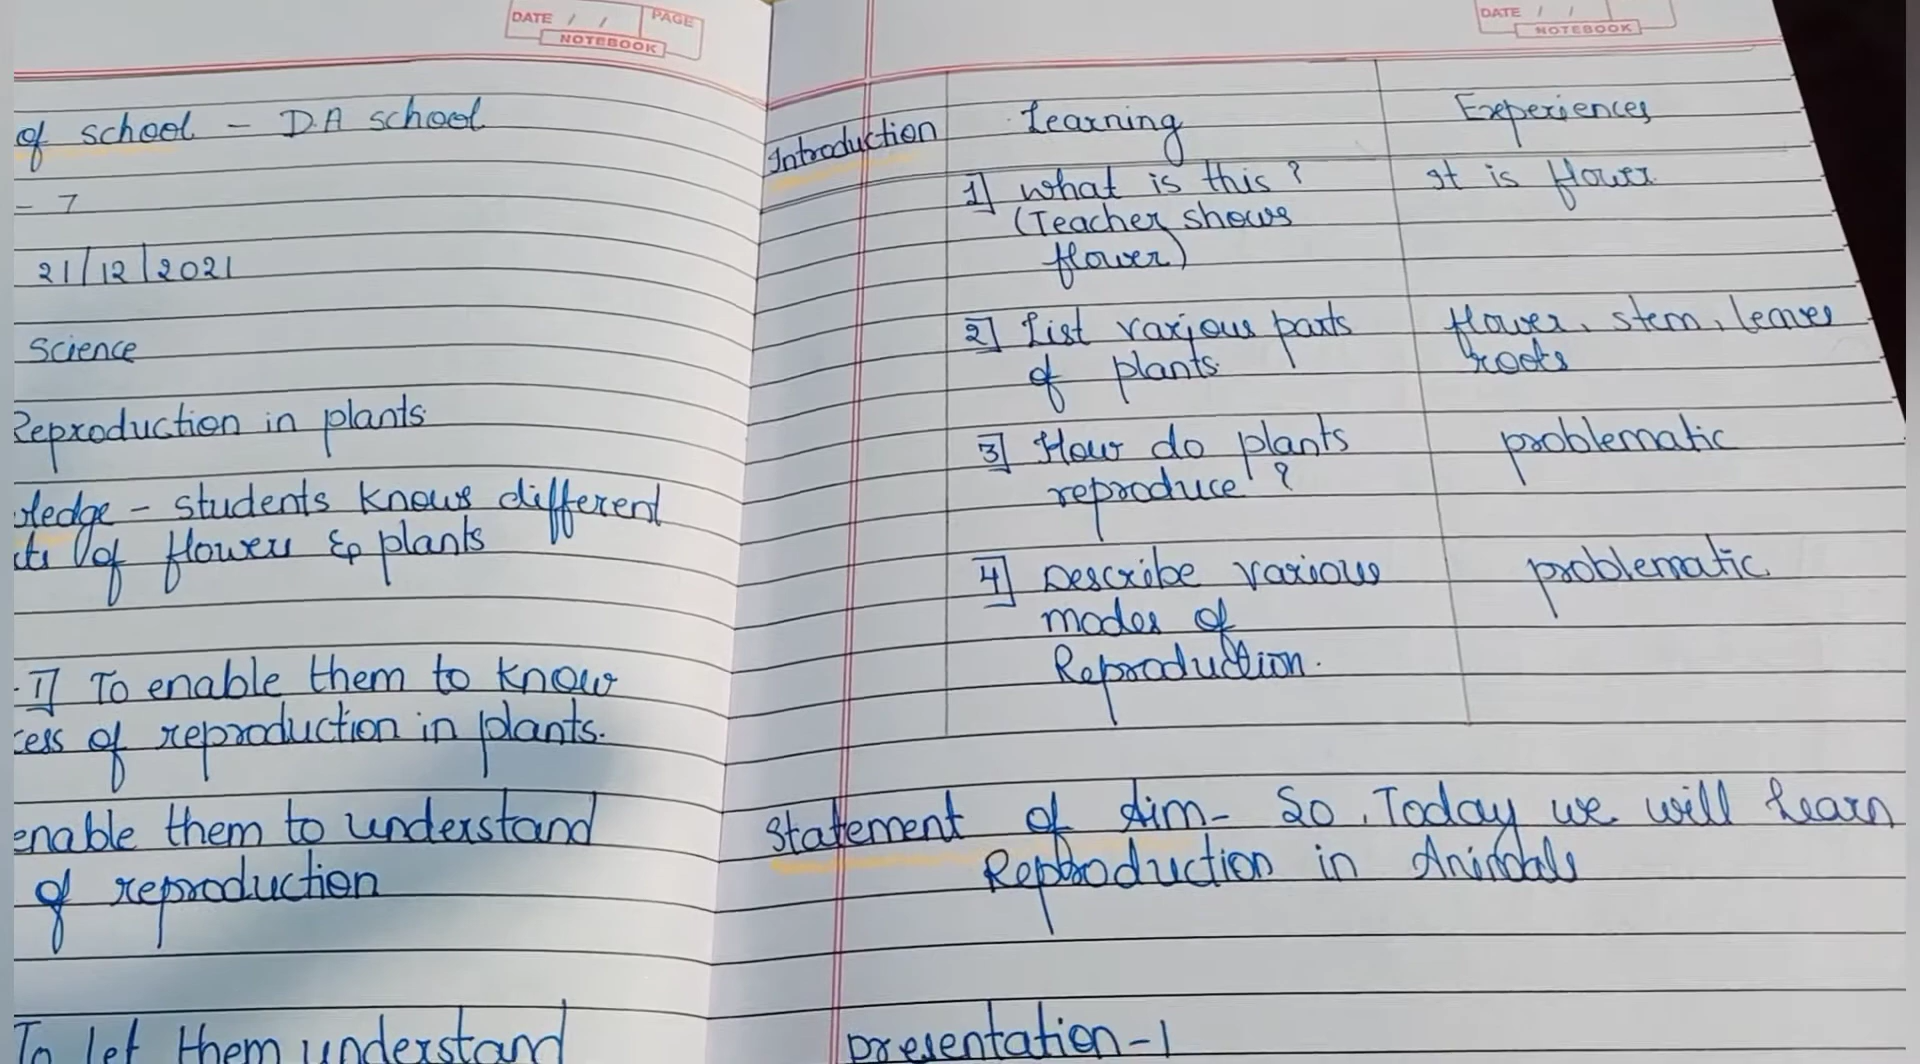 DATE / / PAGE
NOTEBOOK
of school - D.A school
- 7
21/12/2021
Science
Reproduction in plants
ledge - students knows different
of flowers & plants
1] To enable them to know
cess of reproduction in plants.
enable them to understand
of reproduction
To let them understand
DATE / /
NOTEBOOK
Introduction Learning Experiences
1] What is this? It is flower
(Teacher shows
flower)
2] List various parts flower, stem, leaves
of plants. roots
3] How do plants problematic
reproduce?
4] Describe various problematic
modes of
Reproduction.
Statement of Aim- So, Today we will learn
Reproduction in Animals
presentation-1